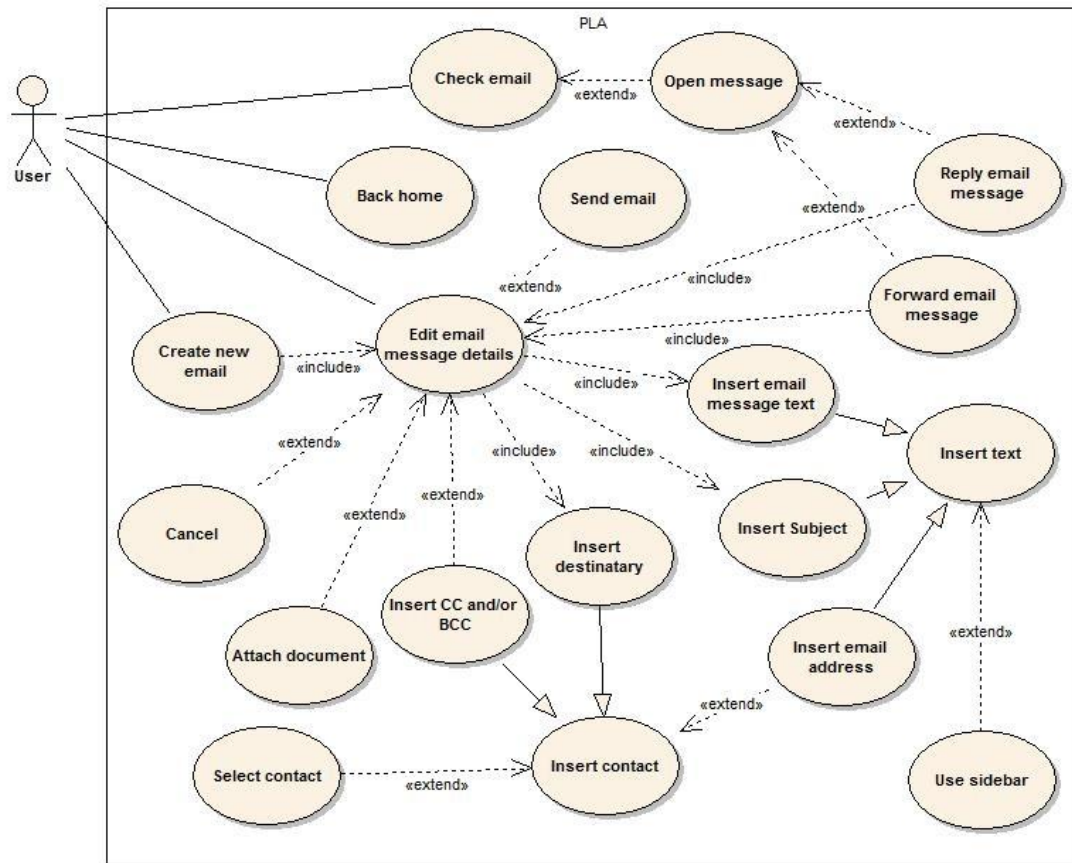 PLA
Check email
Open message
«extend»
«extend»
User
Reply email
message
Back home
Send email
«extend»
«extend»
«include»
Forward email
message
Create new
email
Edit email
message details
«include»
«include»
«include»
Insert email
message text
«extend»
«include»
«include»
Insert text
«extend»
«extend»
Insert Subject
Cancel
Insert
destinatary
Insert CC and/or
BCC
Attach document
Insert email
address
«extend»
«extend»
Select contact
«extend»
Insert contact
Use sidebar